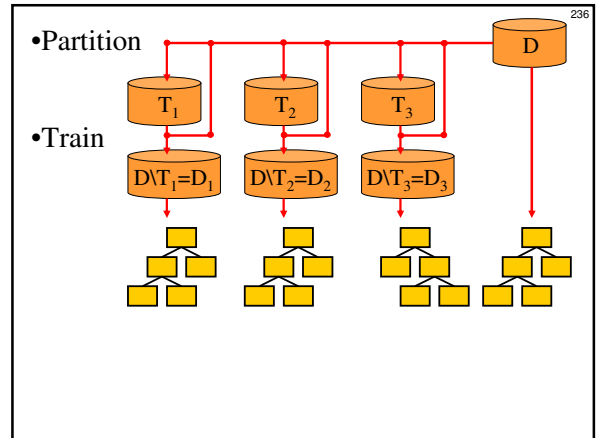 236
•Partition
D
T1 T2 T3
•Train
D\T1=D1 D\T2=D2 D\T3=D3